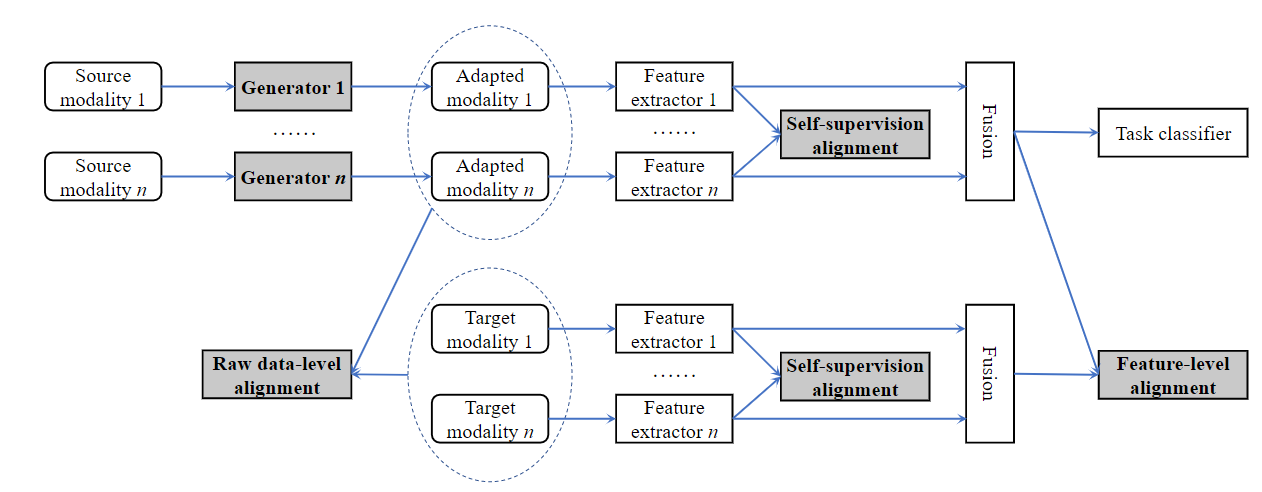 Source
modality 1
Generator 1
Adapted
modality 1
Feature
extractor 1
Self-supervision
alignment
Fusion
Task classifier
……
……
Source
modality n
Generator n
Adapted
modality n
Feature
extractor n
Target
modality 1
Feature
extractor 1
Raw data-level
alignment
……
Self-supervision
alignment
Fusion
Feature-level
alignment
Target
modality n
Feature
extractor n